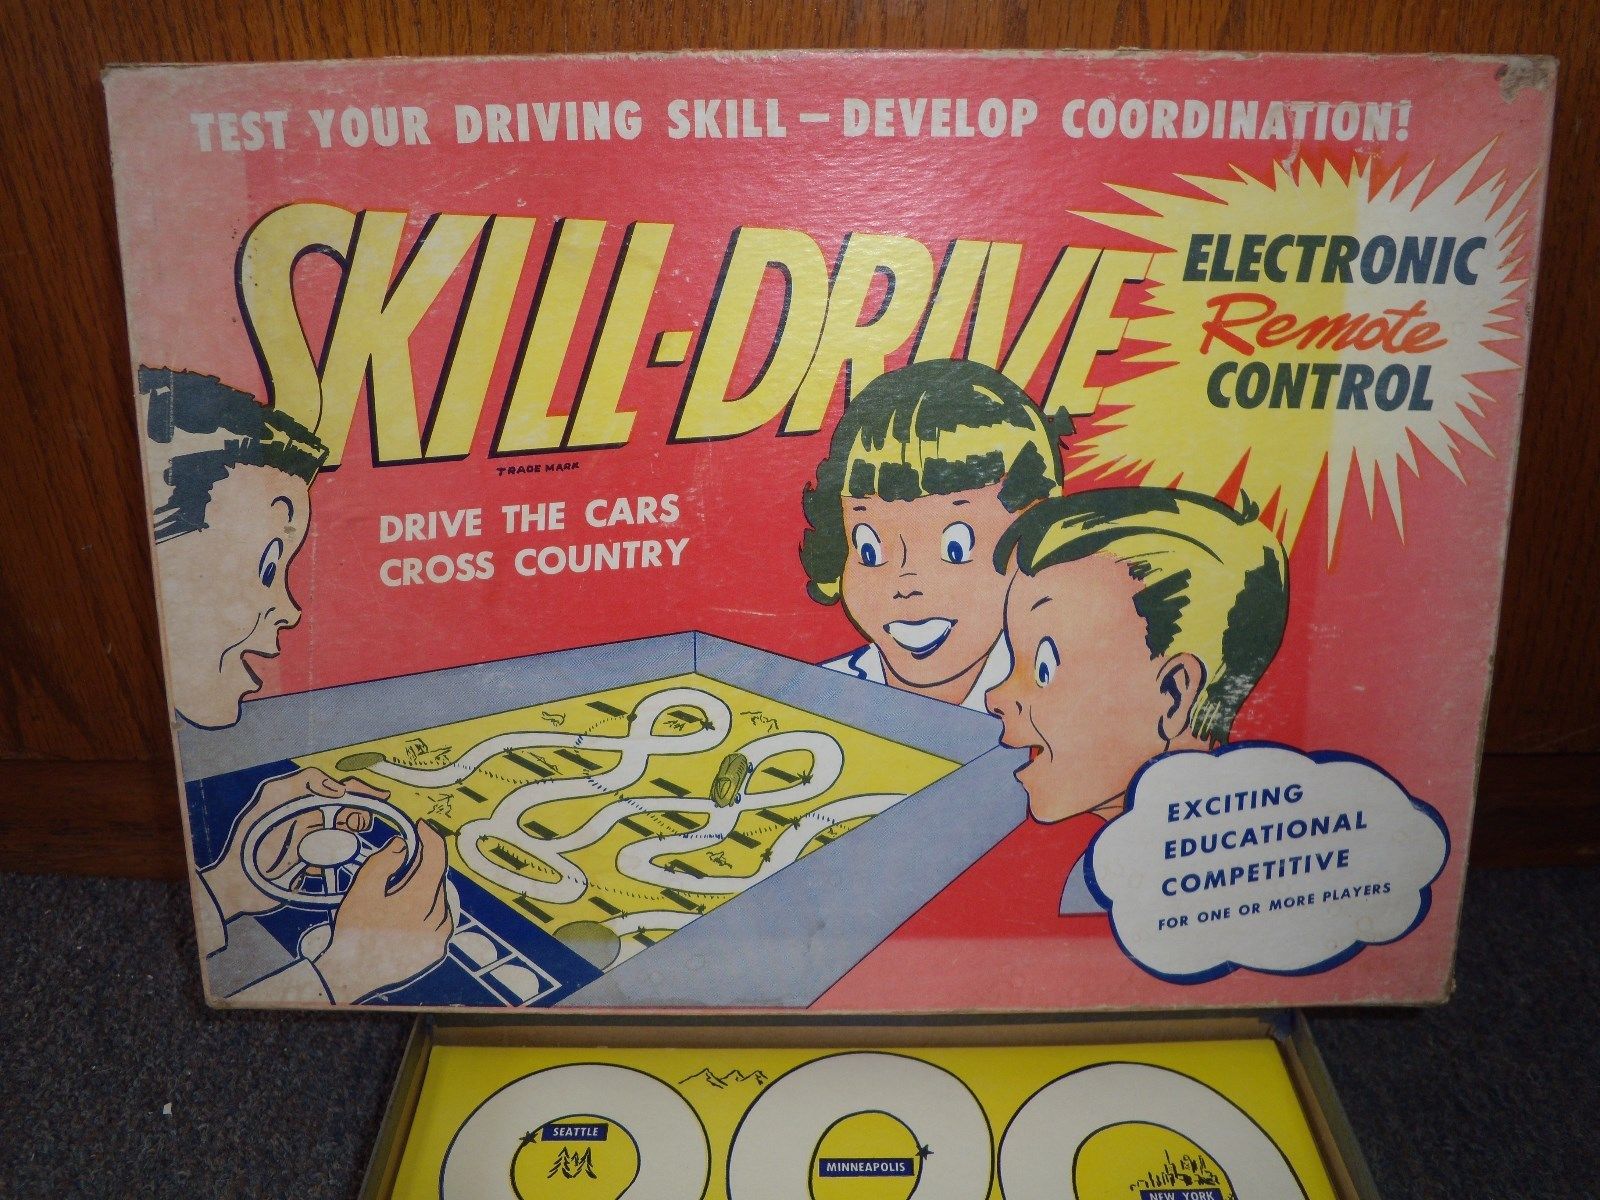 TEST YOUR DRIVING SKILL – DEVELOP COORDINATION!
SKILL-DRIVE
TRADE MARK
ELECTRONIC
Remote
CONTROL
DRIVE THE CARS
CROSS COUNTRY
EXCITING
EDUCATIONAL
COMPETITIVE
FOR ONE OR MORE PLAYERS
SEATTLE
MINNEAPOLIS
NEW YORK